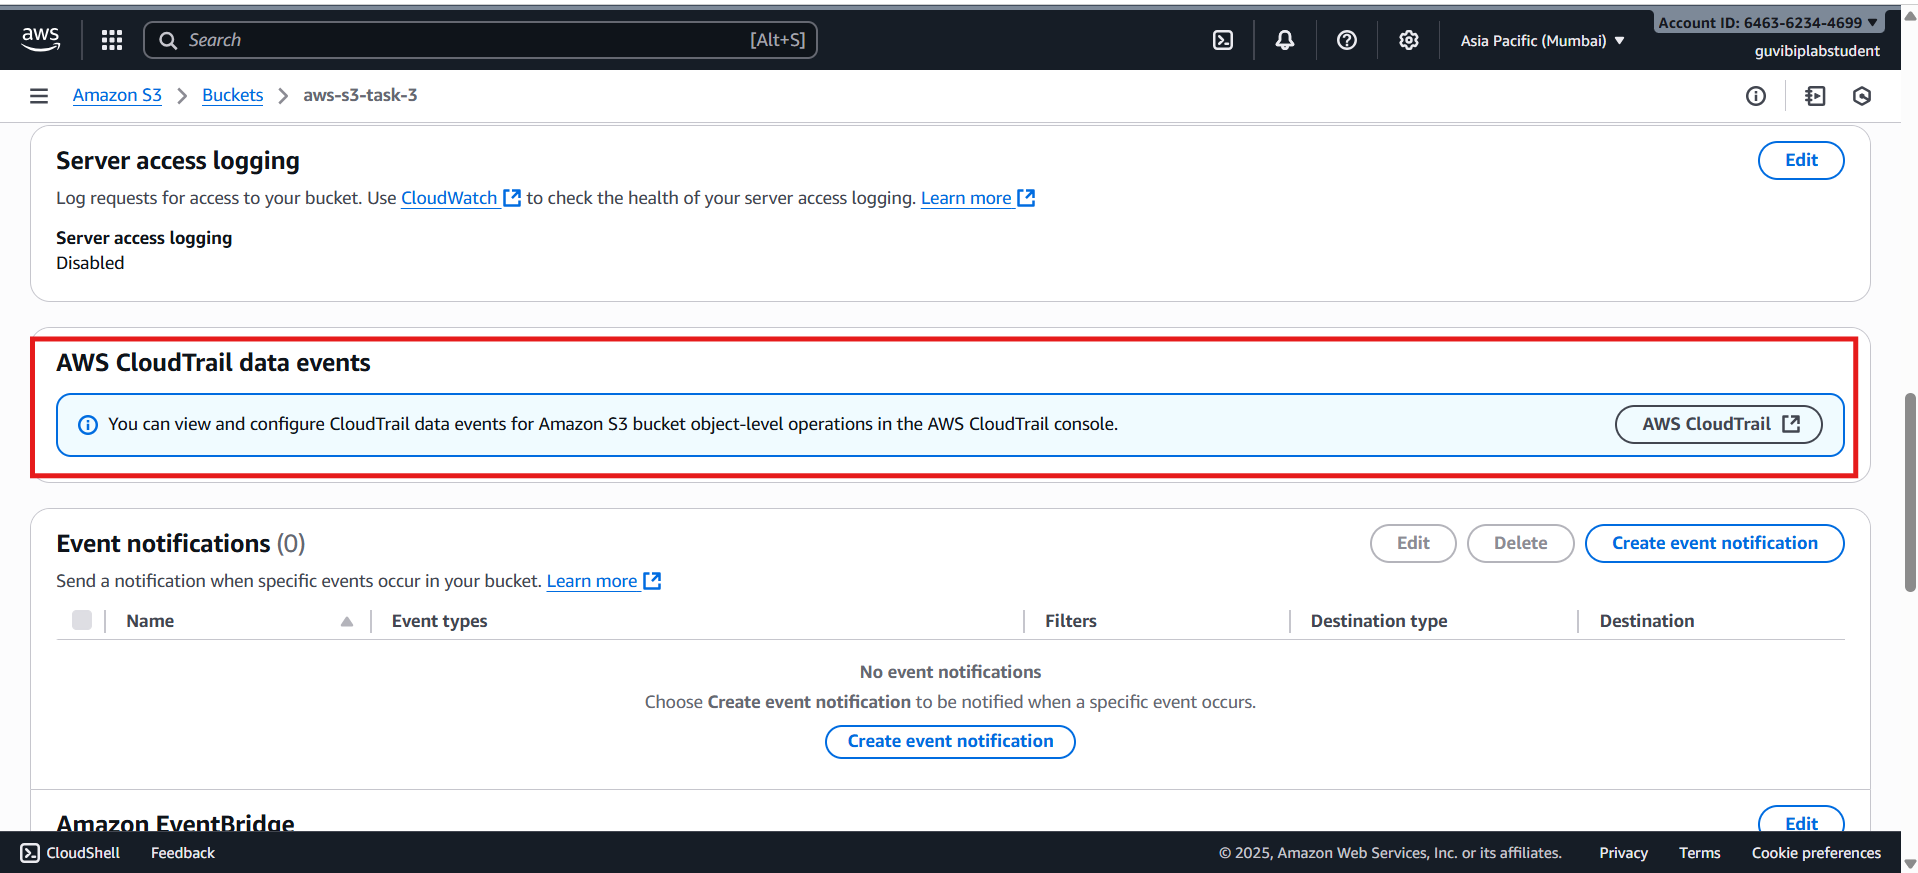 aws
Search [Alt+S]
Asia Pacific (Mumbai)
Account ID: 6463-6234-4699
guvibiplabstudent
Amazon S3 > Buckets > aws-s3-task-3
Server access logging
Edit
Log requests for access to your bucket. Use CloudWatch to check the health of your server access logging. Learn more
Server access logging
Disabled
AWS CloudTrail data events
You can view and configure CloudTrail data events for Amazon S3 bucket object-level operations in the AWS CloudTrail console.
AWS CloudTrail
Event notifications (0)
Edit Delete Create event notification
Send a notification when specific events occur in your bucket. Learn more
Name Event types Filters Destination type Destination
No event notifications
Choose Create event notification to be notified when a specific event occurs.
Create event notification
Amazon EventBridge
Edit
CloudShell Feedback © 2025, Amazon Web Services, Inc. or its affiliates. Privacy Terms Cookie preferences